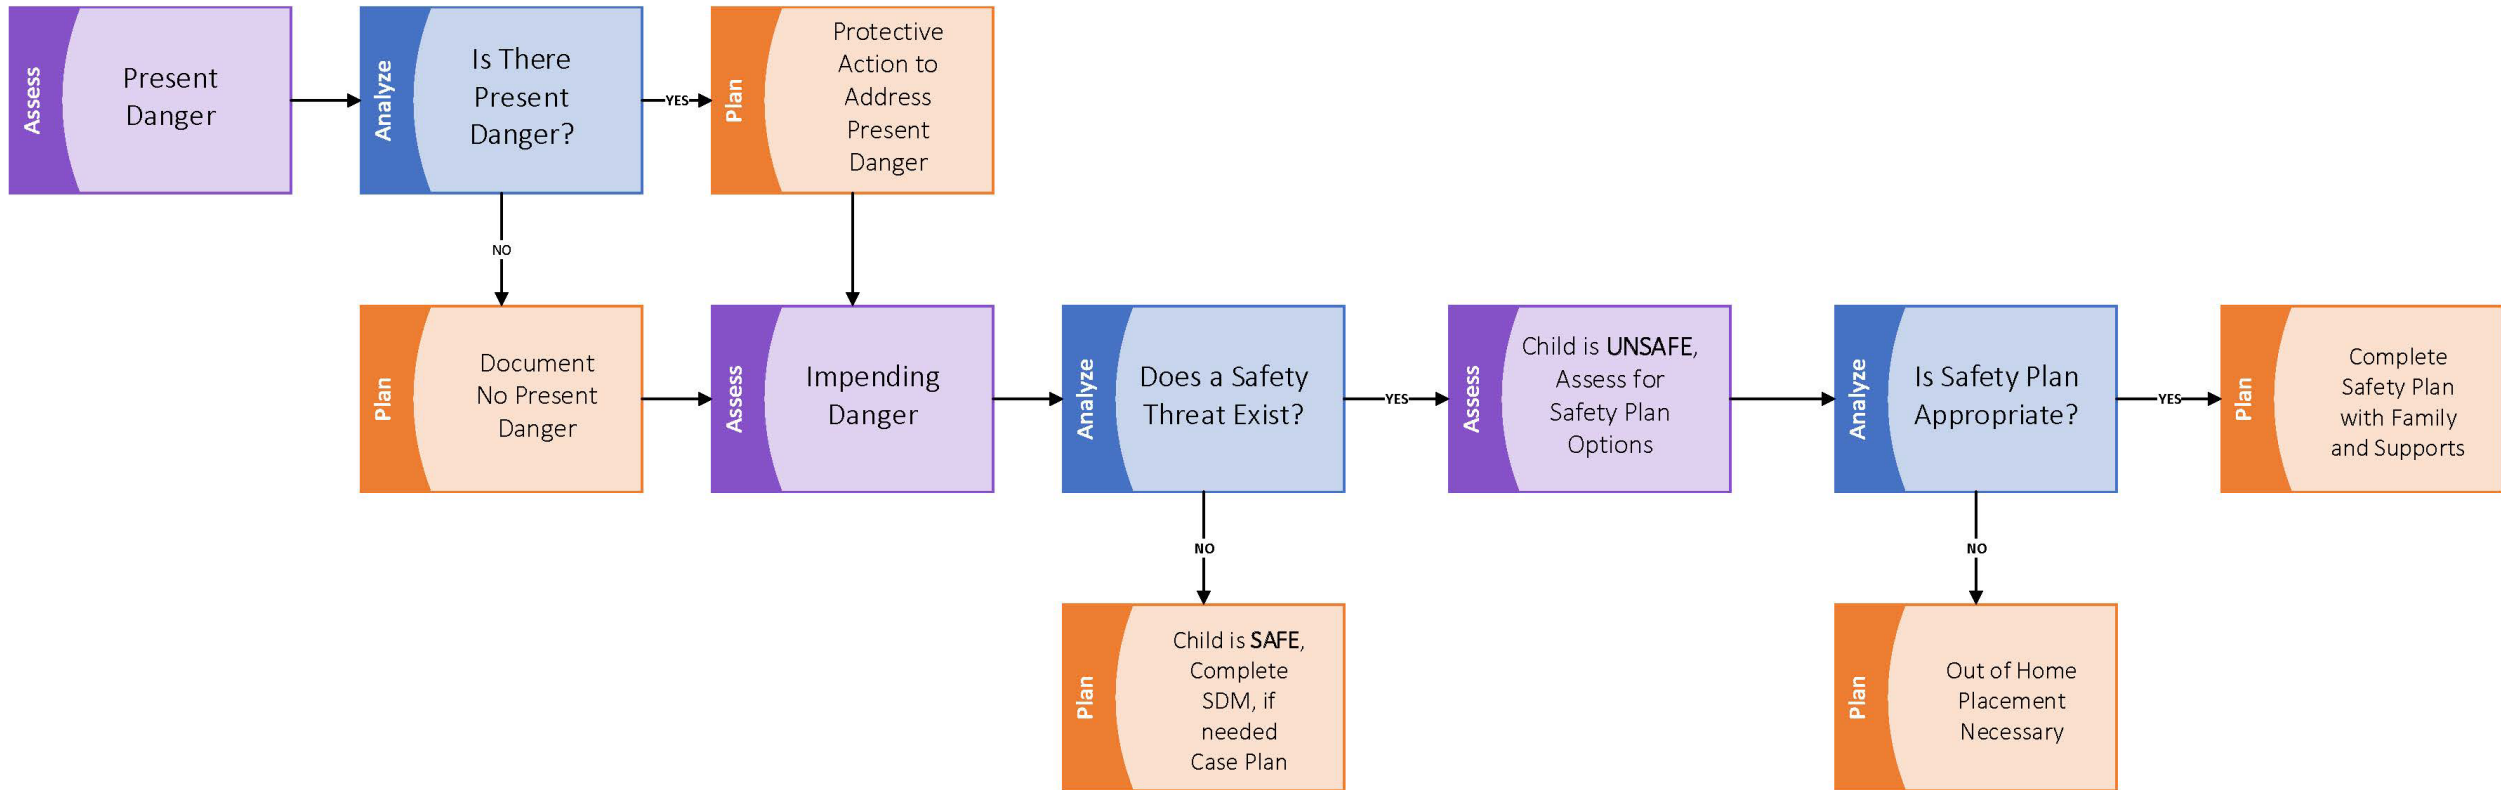 Assess
Present
Danger
Analyze
Is There
Present
Danger?
YES
Plan
Protective
Action to
Address
Present
Danger
NO
Plan
Document
No Present
Danger
Assess
Impending
Danger
Analyze
Does a Safety
Threat Exist?
YES
Assess
Child is UNSAFE,
Assess for
Safety Plan
Options
Analyze
Is Safety Plan
Appropriate?
YES
Plan
Complete
Safety Plan
with Family
and Supports
NO
Plan
Child is SAFE,
Complete
SDM, if
needed
Case Plan
NO
Plan
Out of Home
Placement
Necessary